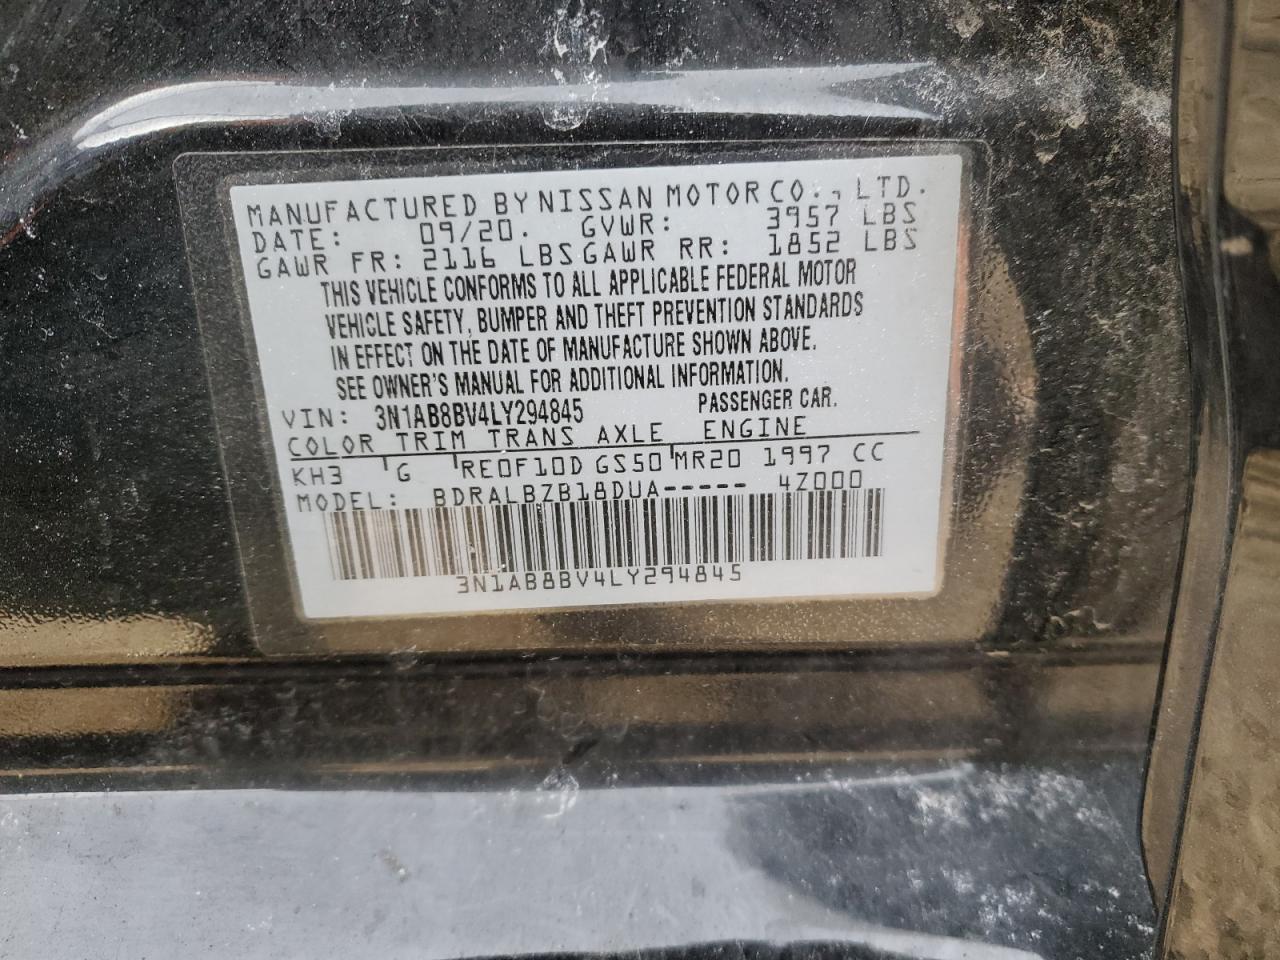 MANUFACTURED BY NISSAN MOTOR CO., LTD.
DATE: 09/20. GVWR: 3957 LBS
GAWR FR: 2116 LBS GAWR RR: 1852 LBS
THIS VEHICLE CONFORMS TO ALL APPLICABLE FEDERAL MOTOR
VEHICLE SAFETY, BUMPER AND THEFT PREVENTION STANDARDS
IN EFFECT ON THE DATE OF MANUFACTURE SHOWN ABOVE.
SEE OWNER'S MANUAL FOR ADDITIONAL INFORMATION.
VIN: 3N1AB8BV4LY294845 PASSENGER CAR.
COLOR TRIM TRANS AXLE ENGINE
KH3 G RE0F10D GS50 MR20 1997 CC
MODEL: BDRALBZB18DUA----- 4Z000
3N1AB8BV4LY294845